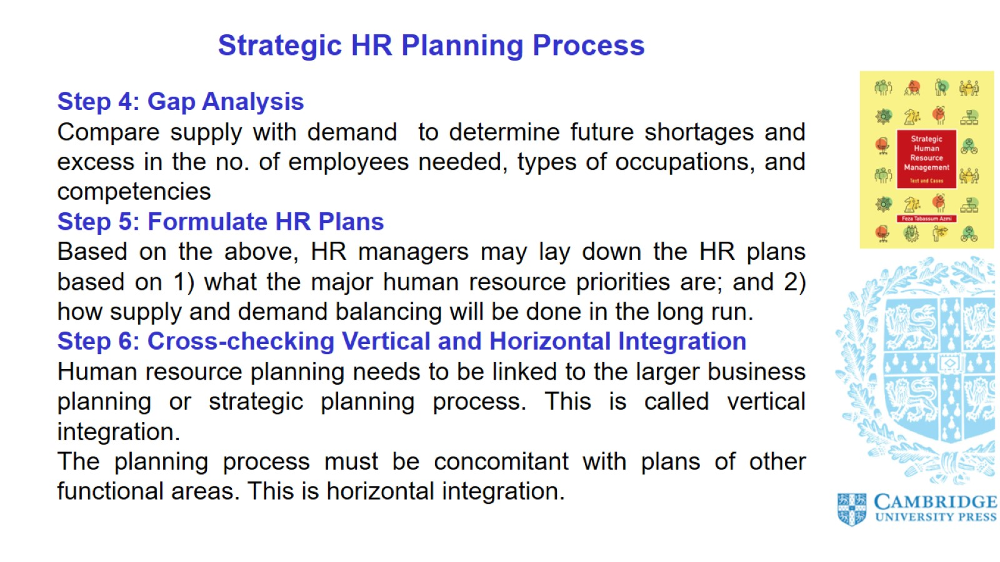 Strategic HR Planning Process
Step 4: Gap Analysis
Compare supply with demand  to determine future shortages and
excess in the no. of employees needed, types of occupations, and
competencies
Step 5: Formulate HR Plans
Based on the above, HR managers may lay down the HR plans
based on 1) what the major human resource priorities are; and 2)
how supply and demand balancing will be done in the long run.
Step 6: Cross-checking Vertical and Horizontal Integration
Human resource planning needs to be linked to the larger business
planning or strategic planning process. This is called vertical
integration.
The planning process must be concomitant with plans of other
functional areas. This is horizontal integration.
Strategic
Human
Resource
Management
Text and Cases
Feza Tabassum Azmi
CAMBRIDGE
UNIVERSITY PRESS